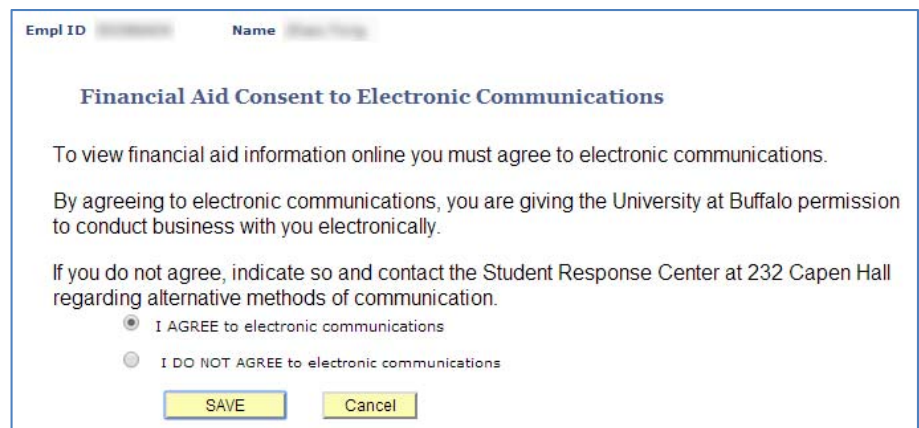 Empl ID Name
Financial Aid Consent to Electronic Communications
To view financial aid information online you must agree to electronic communications.
By agreeing to electronic communications, you are giving the University at Buffalo permission
to conduct business with you electronically.
If you do not agree, indicate so and contact the Student Response Center at 232 Capen Hall
regarding alternative methods of communication.
I AGREE to electronic communications
I DO NOT AGREE to electronic communications
SAVE Cancel